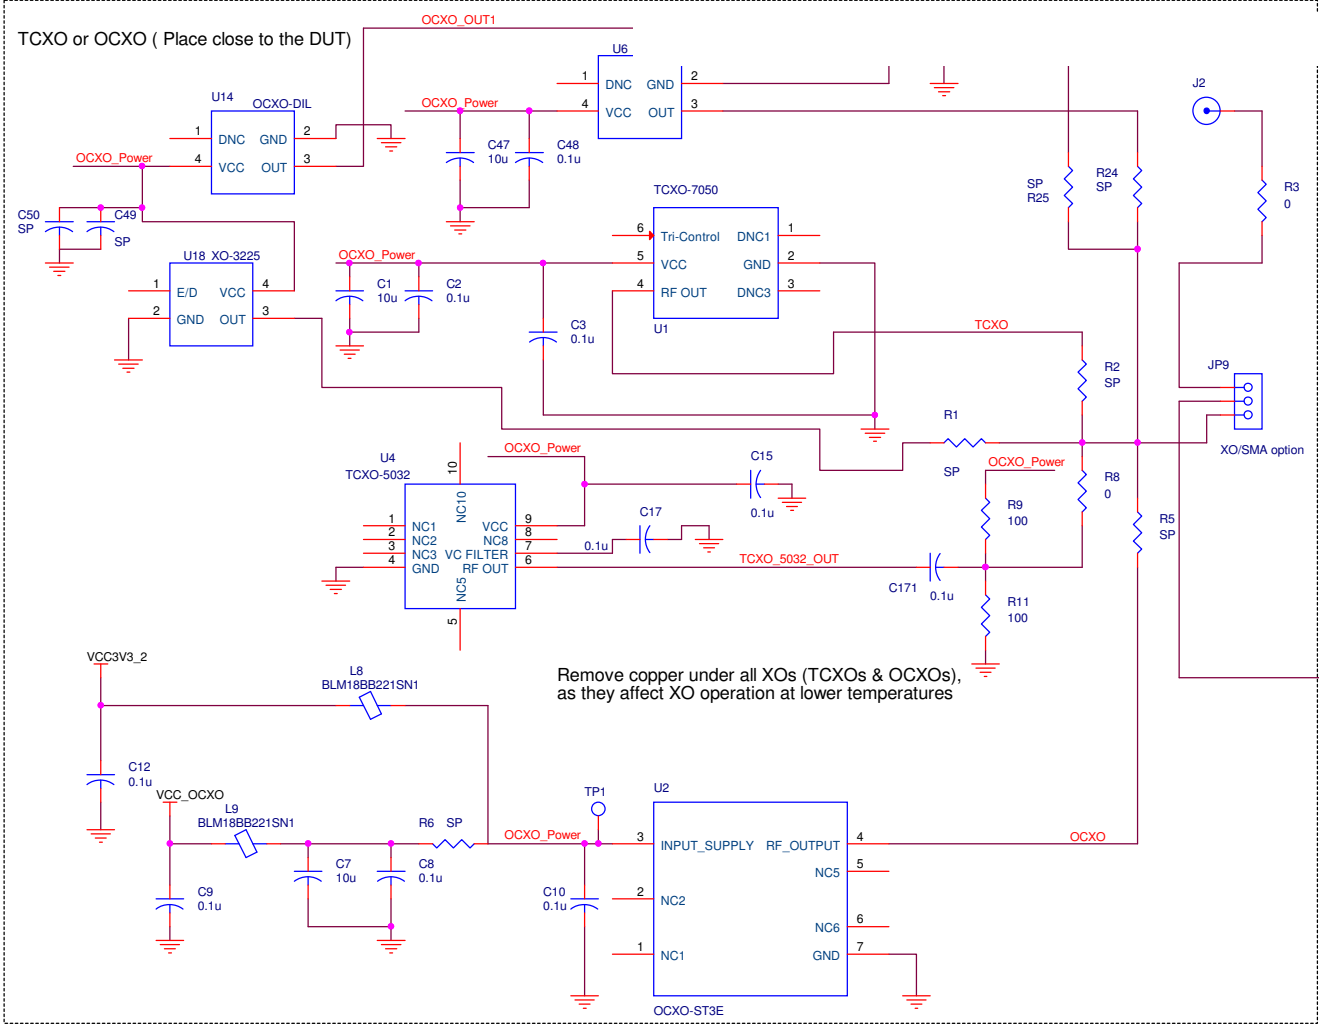 OCXO_OUT1
TCXO or OCXO ( Place close to the DUT)
U6
1 DNC GND 2
4 VCC OUT 3
J2
U14
OCXO-DIL
1 DNC GND 2
4 VCC OUT 3
OCXO_Power
OCXO_Power
C47
10u
C48
0.1u
C50
SP
C49
SP
TCXO-7050
6 Tri-Control DNC1 1
5 VCC GND 2
4 RF OUT DNC3 3
U1
SP
R25
R24
SP
R3
0
U18 XO-3225
1 E/D VCC 4
2 GND OUT 3
OCXO_Power
C1
10u
C2
0.1u
C3
0.1u
TCXO
R2
SP
JP9
XO/SMA option
R1
SP
OCXO_Power
U4
TCXO-5032
10
NC10
1 NC1 VCC 9
2 NC2 NC8 8
3 NC3 VC FILTER 7
4 GND RF OUT 6
NC5
5
C15
0.1u
C17
0.1u
OCXO_Power
R9
100
R8
0
R5
SP
TCXO_5032_OUT
C171
0.1u
R11
100
VCC3V3_2
L8
BLM18BB221SN1
Remove copper under all XOs (TCXOs & OCXOs),
as they affect XO operation at lower temperatures
C12
0.1u
VCC_OCXO
L9
BLM18BB221SN1
R6 SP
OCXO_Power
TP1
C7
10u
C8
0.1u
C9
0.1u
C10
0.1u
U2
3 INPUT_SUPPLY RF_OUTPUT 4
NC5 5
2 NC2
NC6 6
1 NC1 GND 7
OCXO-ST3E
OCXO